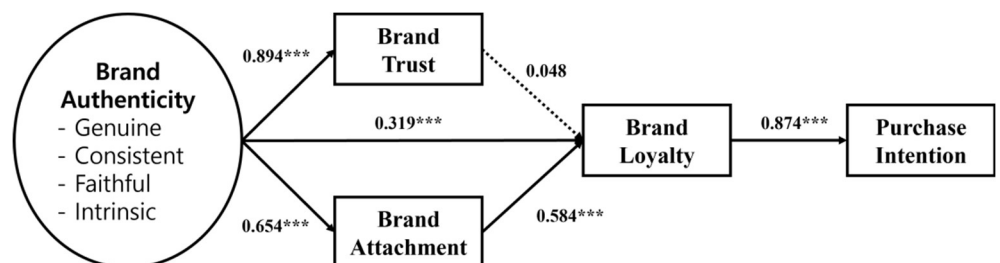 Brand
Authenticity
- Genuine
- Consistent
- Faithful
- Intrinsic
0.894***
Brand
Trust
0.048
0.319***
Brand
Loyalty
0.874***
Purchase
Intention
0.654***
Brand
Attachment
0.584***